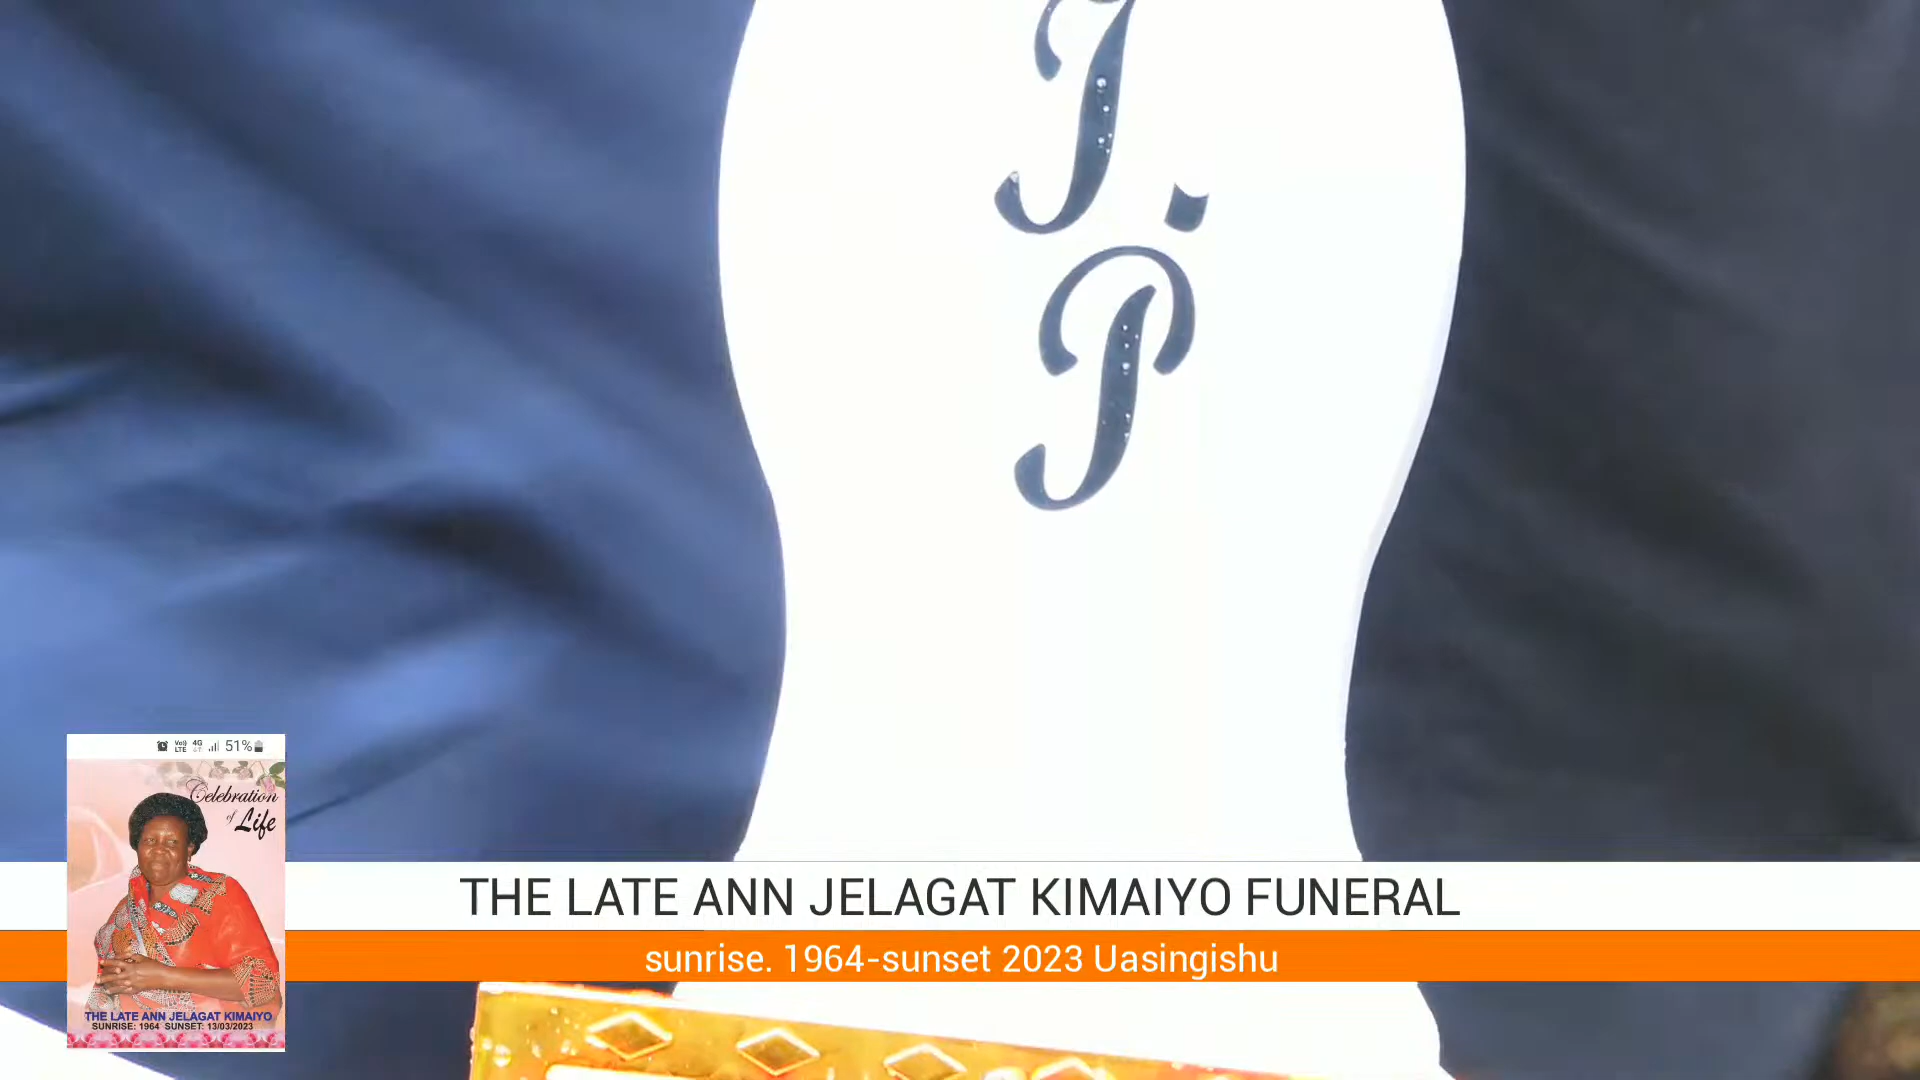 I.
P
51%
Celebration
of Life
THE LATE ANN JELAGAT KIMAIYO
SUNRISE: 1964 SUNSET: 13/03/2023
THE LATE ANN JELAGAT KIMAIYO FUNERAL
sunrise. 1964-sunset 2023 Uasingishu